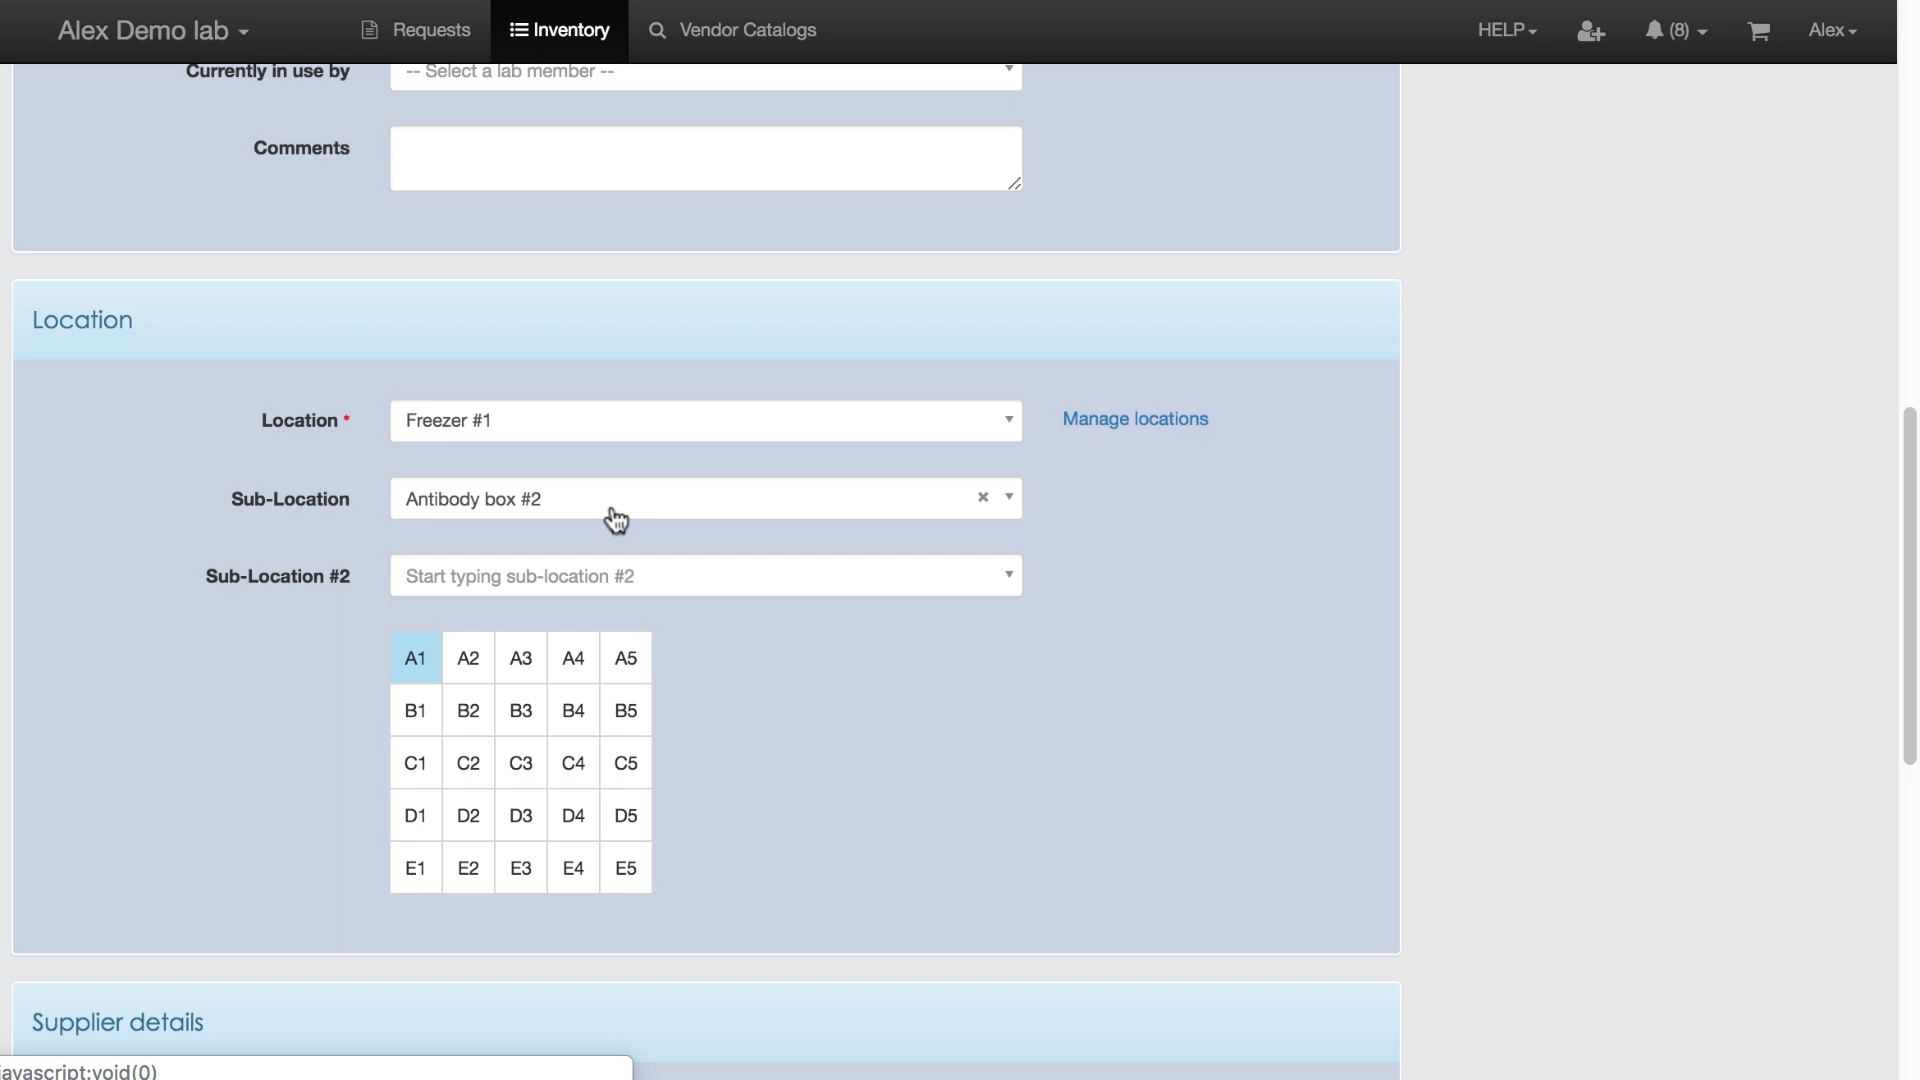 Alex Demo lab Requests Inventory Vendor Catalogs HELP (8) Alex
Currently in use by -- Select a lab member --
Comments
Location
Location * Freezer #1 Manage locations
Sub-Location Antibody box #2 ×
Sub-Location #2 Start typing sub-location #2
A1 A2 A3 A4 A5
B1 B2 B3 B4 B5
C1 C2 C3 C4 C5
D1 D2 D3 D4 D5
E1 E2 E3 E4 E5
Supplier details
javascript:void(0)